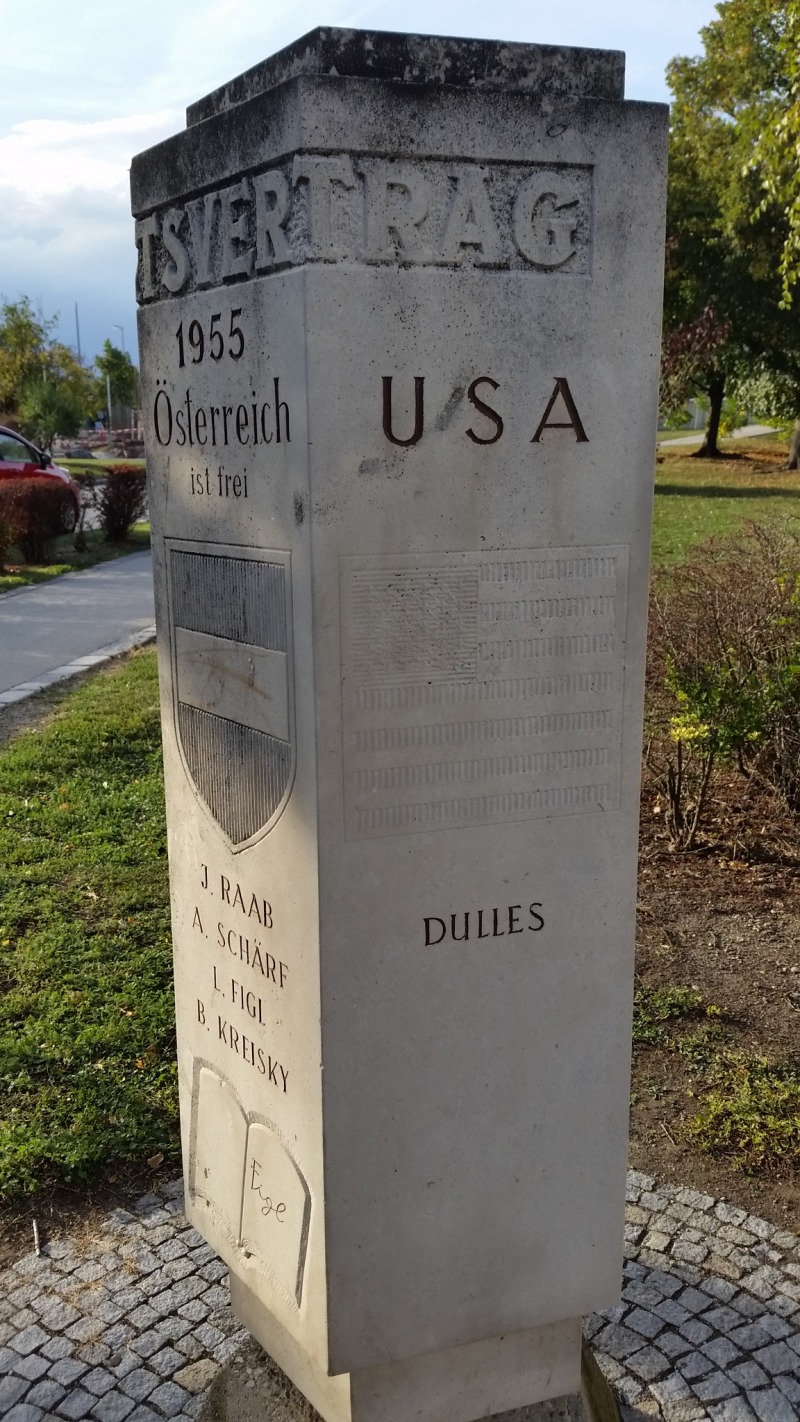 TSVERTRAG
1955
Österreich
ist frei
J. RAAB
A. SCHÄRF
L. FIGL
B. KREISKY
Figl
USA
DULLES